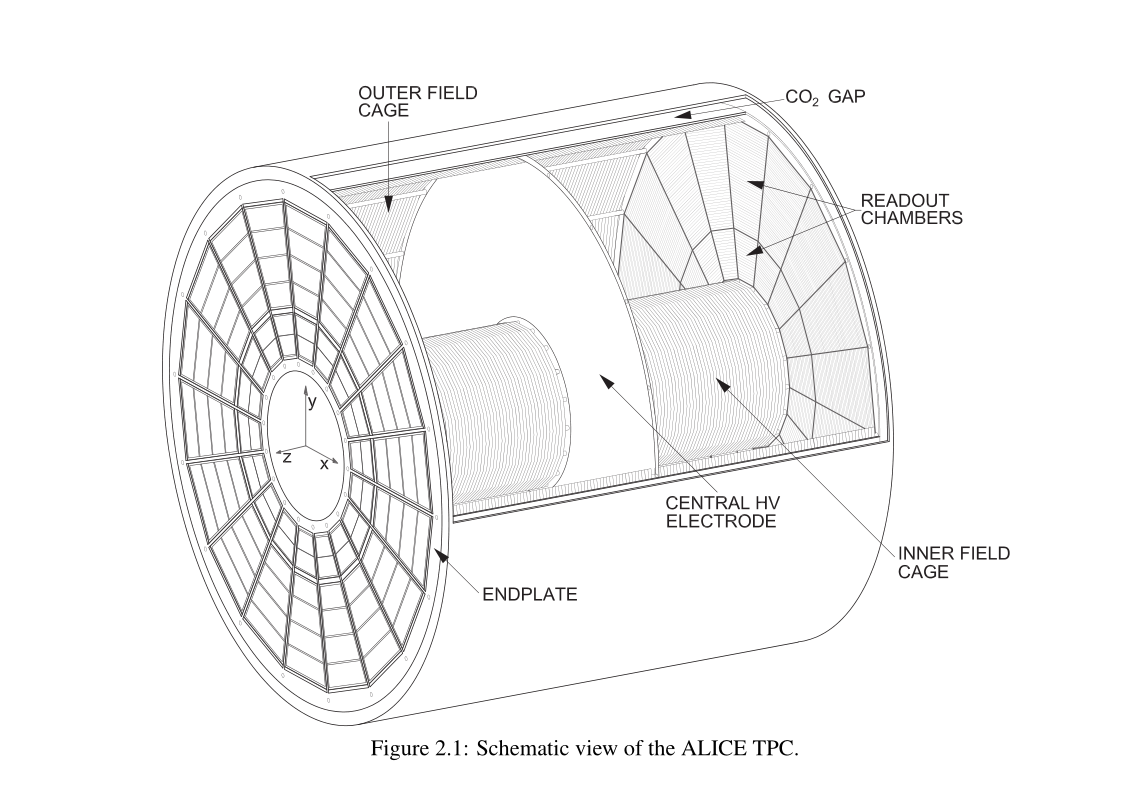 OUTER FIELD
CAGE
CO₂ GAP
READOUT
CHAMBERS
y
z
x
CENTRAL HV
ELECTRODE
INNER FIELD
CAGE
ENDPLATE
Figure 2.1: Schematic view of the ALICE TPC.